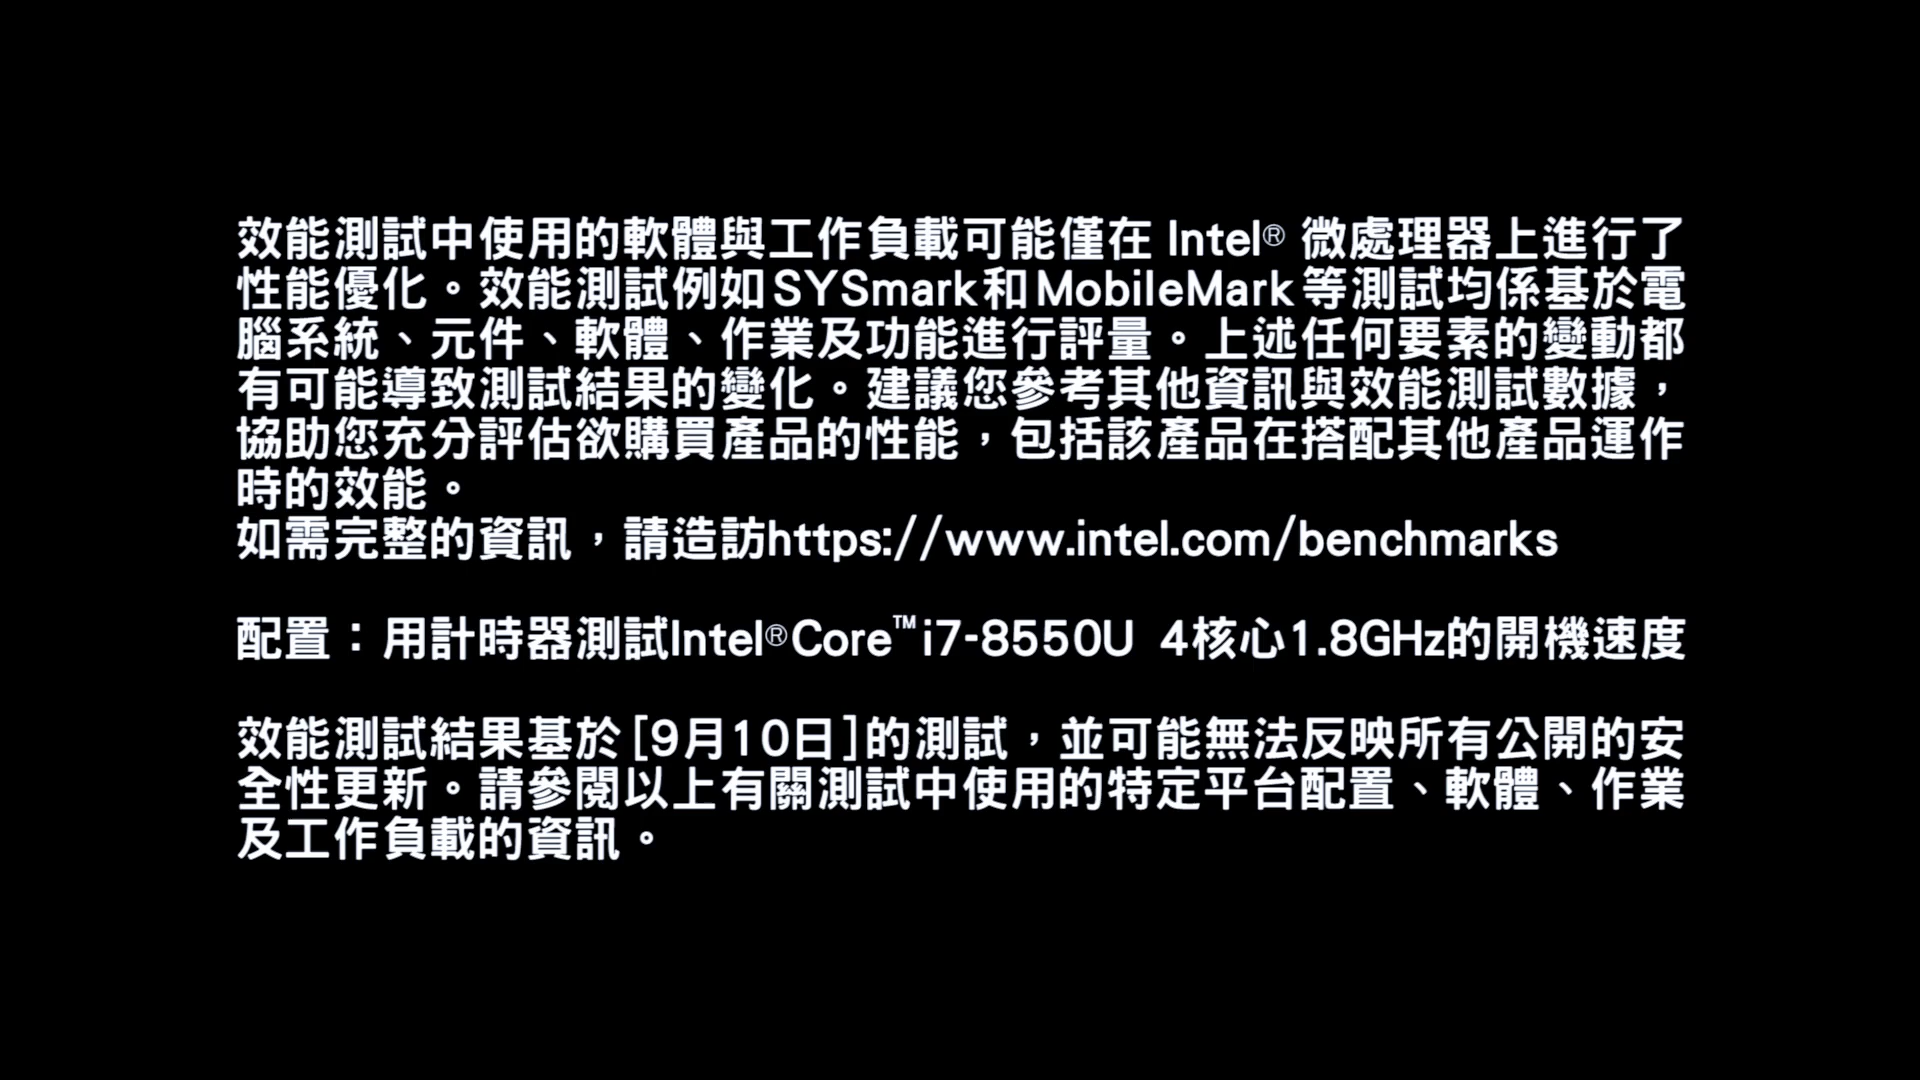 效能測試中使用的軟體與工作負載可能僅在 Intel® 微處理器上進行了
性能優化。效能測試例如SYSmark和MobileMark等測試均係基於電
腦系統、元件、軟體、作業及功能進行評量。上述任何要素的變動都
有可能導致測試結果的變化。建議您參考其他資訊與效能測試數據，
協助您充分評估欲購買產品的性能，包括該產品在搭配其他產品運作
時的效能。
如需完整的資訊，請造訪https://www.intel.com/benchmarks
配置：用計時器測試Intel®Core™i7-8550U 4核心1.8GHz的開機速度
效能測試結果基於[9月10日]的測試，並可能無法反映所有公開的安
全性更新。請參閱以上有關測試中使用的特定平台配置、軟體、作業
及工作負載的資訊。